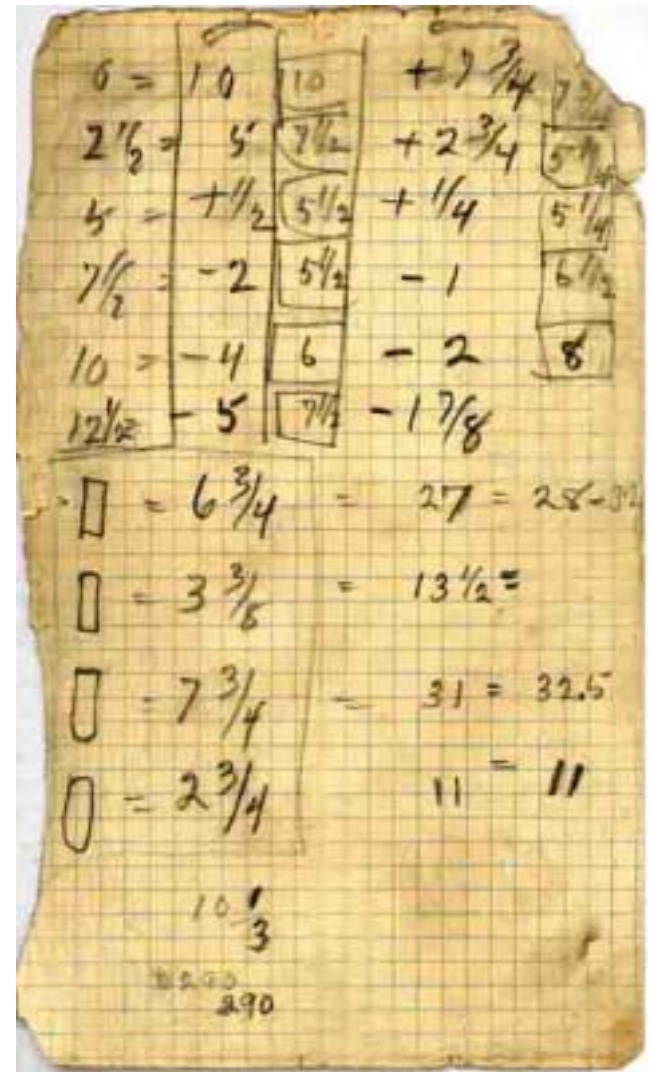 0 = 10 10 + 7 3/4 7 3/4
2 1/2 = 5 7 1/2 + 2 3/4 5 1/4
5 = + 1/2 5 1/2 + 1/4 5 1/4
7 1/2 = - 2 5 1/2 - 1 6 1/2
10 = - 4 6 - 2 8
12 1/2 - 5 7 1/2 - 1 7/8
= 6 3/4 = 27 = 28-32
= 3 3/8 = 13 1/2 =
= 7 3/4 = 31 = 32.5
= 2 3/4 11 = 11
10 1/3
290
290